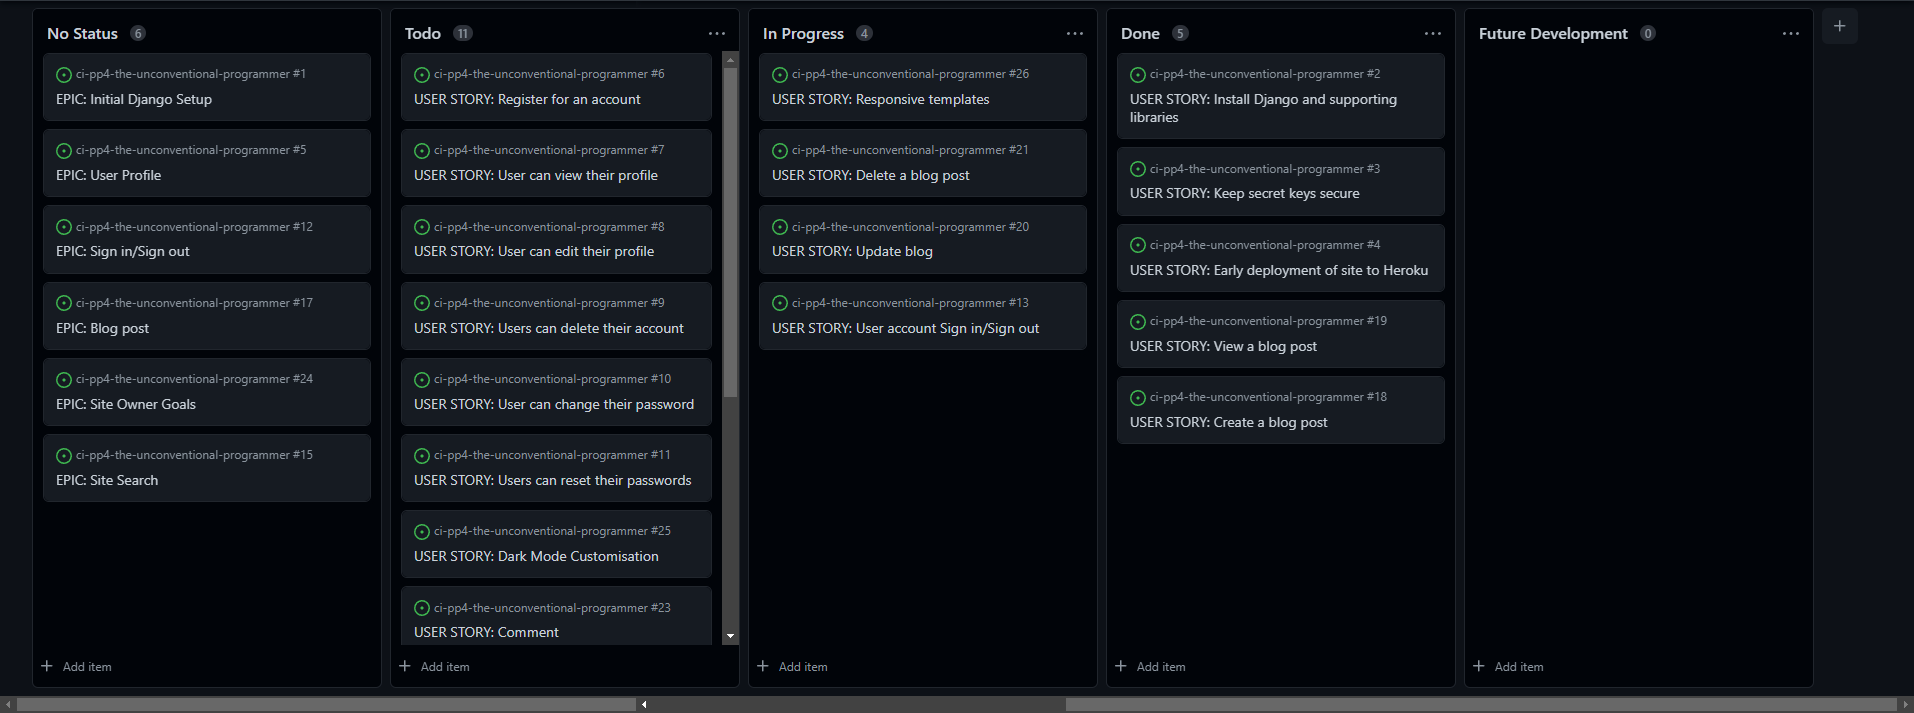 No Status 6
ci-pp4-the-unconventional-programmer #1
EPIC: Initial Django Setup
ci-pp4-the-unconventional-programmer #5
EPIC: User Profile
ci-pp4-the-unconventional-programmer #12
EPIC: Sign in/Sign out
ci-pp4-the-unconventional-programmer #17
EPIC: Blog post
ci-pp4-the-unconventional-programmer #24
EPIC: Site Owner Goals
ci-pp4-the-unconventional-programmer #15
EPIC: Site Search
Add item
Todo 11
ci-pp4-the-unconventional-programmer #6
USER STORY: Register for an account
ci-pp4-the-unconventional-programmer #7
USER STORY: User can view their profile
ci-pp4-the-unconventional-programmer #8
USER STORY: User can edit their profile
ci-pp4-the-unconventional-programmer #9
USER STORY: Users can delete their account
ci-pp4-the-unconventional-programmer #10
USER STORY: User can change their password
ci-pp4-the-unconventional-programmer #11
USER STORY: Users can reset their passwords
ci-pp4-the-unconventional-programmer #25
USER STORY: Dark Mode Customisation
ci-pp4-the-unconventional-programmer #23
USER STORY: Comment
Add item
In Progress 4
ci-pp4-the-unconventional-programmer #26
USER STORY: Responsive templates
ci-pp4-the-unconventional-programmer #21
USER STORY: Delete a blog post
ci-pp4-the-unconventional-programmer #20
USER STORY: Update blog
ci-pp4-the-unconventional-programmer #13
USER STORY: User account Sign in/Sign out
Add item
Done 5
ci-pp4-the-unconventional-programmer #2
USER STORY: Install Django and supporting
libraries
ci-pp4-the-unconventional-programmer #3
USER STORY: Keep secret keys secure
ci-pp4-the-unconventional-programmer #4
USER STORY: Early deployment of site to Heroku
ci-pp4-the-unconventional-programmer #19
USER STORY: View a blog post
ci-pp4-the-unconventional-programmer #18
USER STORY: Create a blog post
Add item
Future Development 0
Add item